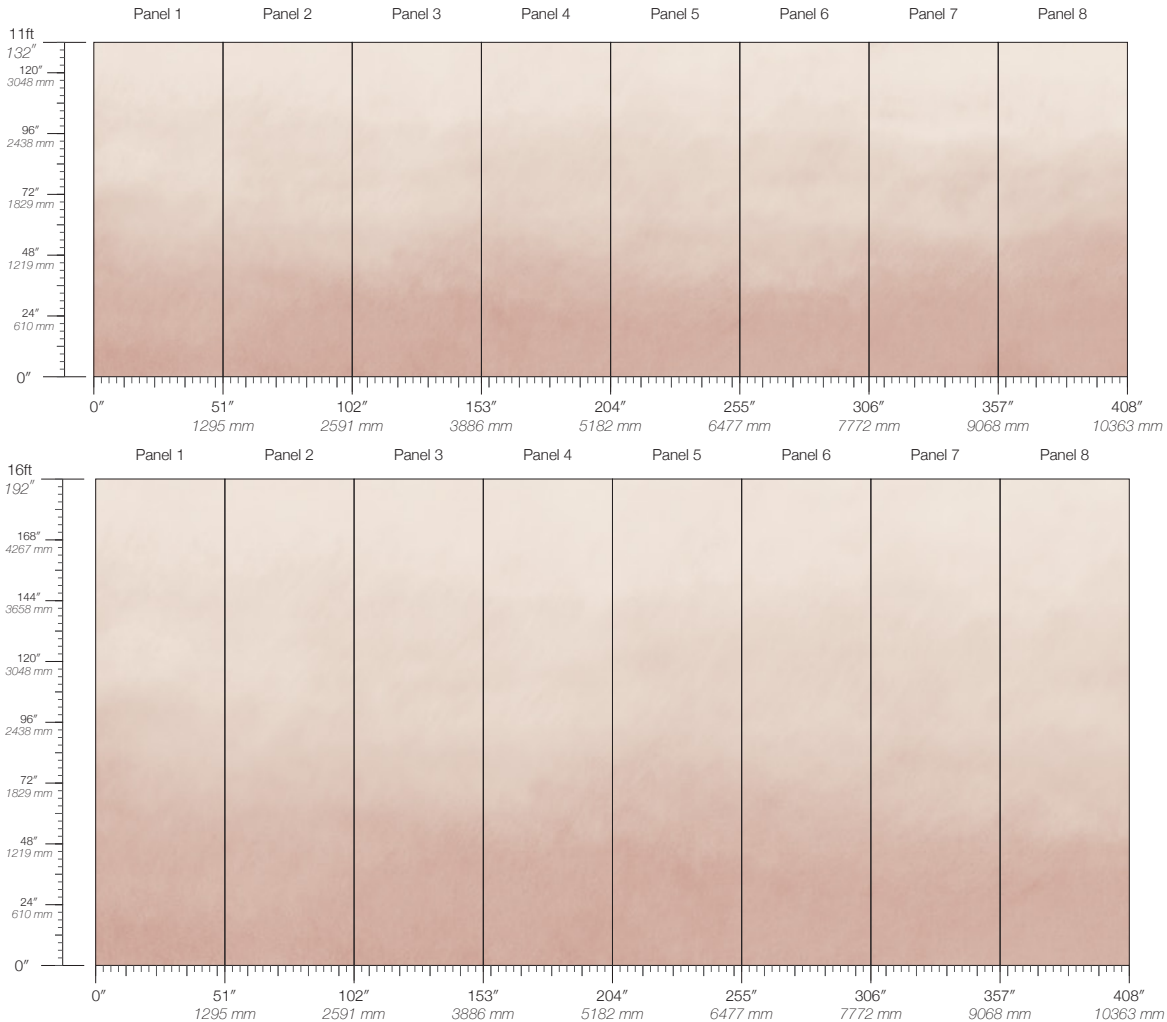 Panel 1 Panel 2 Panel 3 Panel 4 Panel 5 Panel 6 Panel 7 Panel 8
11ft
132″
120″
3048 mm
96″
2438 mm
72″
1829 mm
48″
1219 mm
24″
610 mm
0″
0″ 51″ 102″ 153″ 204″ 255″ 306″ 357″ 408″
1295 mm 2591 mm 3886 mm 5182 mm 6477 mm 7772 mm 9068 mm 10363 mm
Panel 1 Panel 2 Panel 3 Panel 4 Panel 5 Panel 6 Panel 7 Panel 8
16ft
192″
168″
4267 mm
144″
3658 mm
120″
3048 mm
96″
2438 mm
72″
1829 mm
48″
1219 mm
24″
610 mm
0″
0″ 51″ 102″ 153″ 204″ 255″ 306″ 357″ 408″
1295 mm 2591 mm 3886 mm 5182 mm 6477 mm 7772 mm 9068 mm 10363 mm